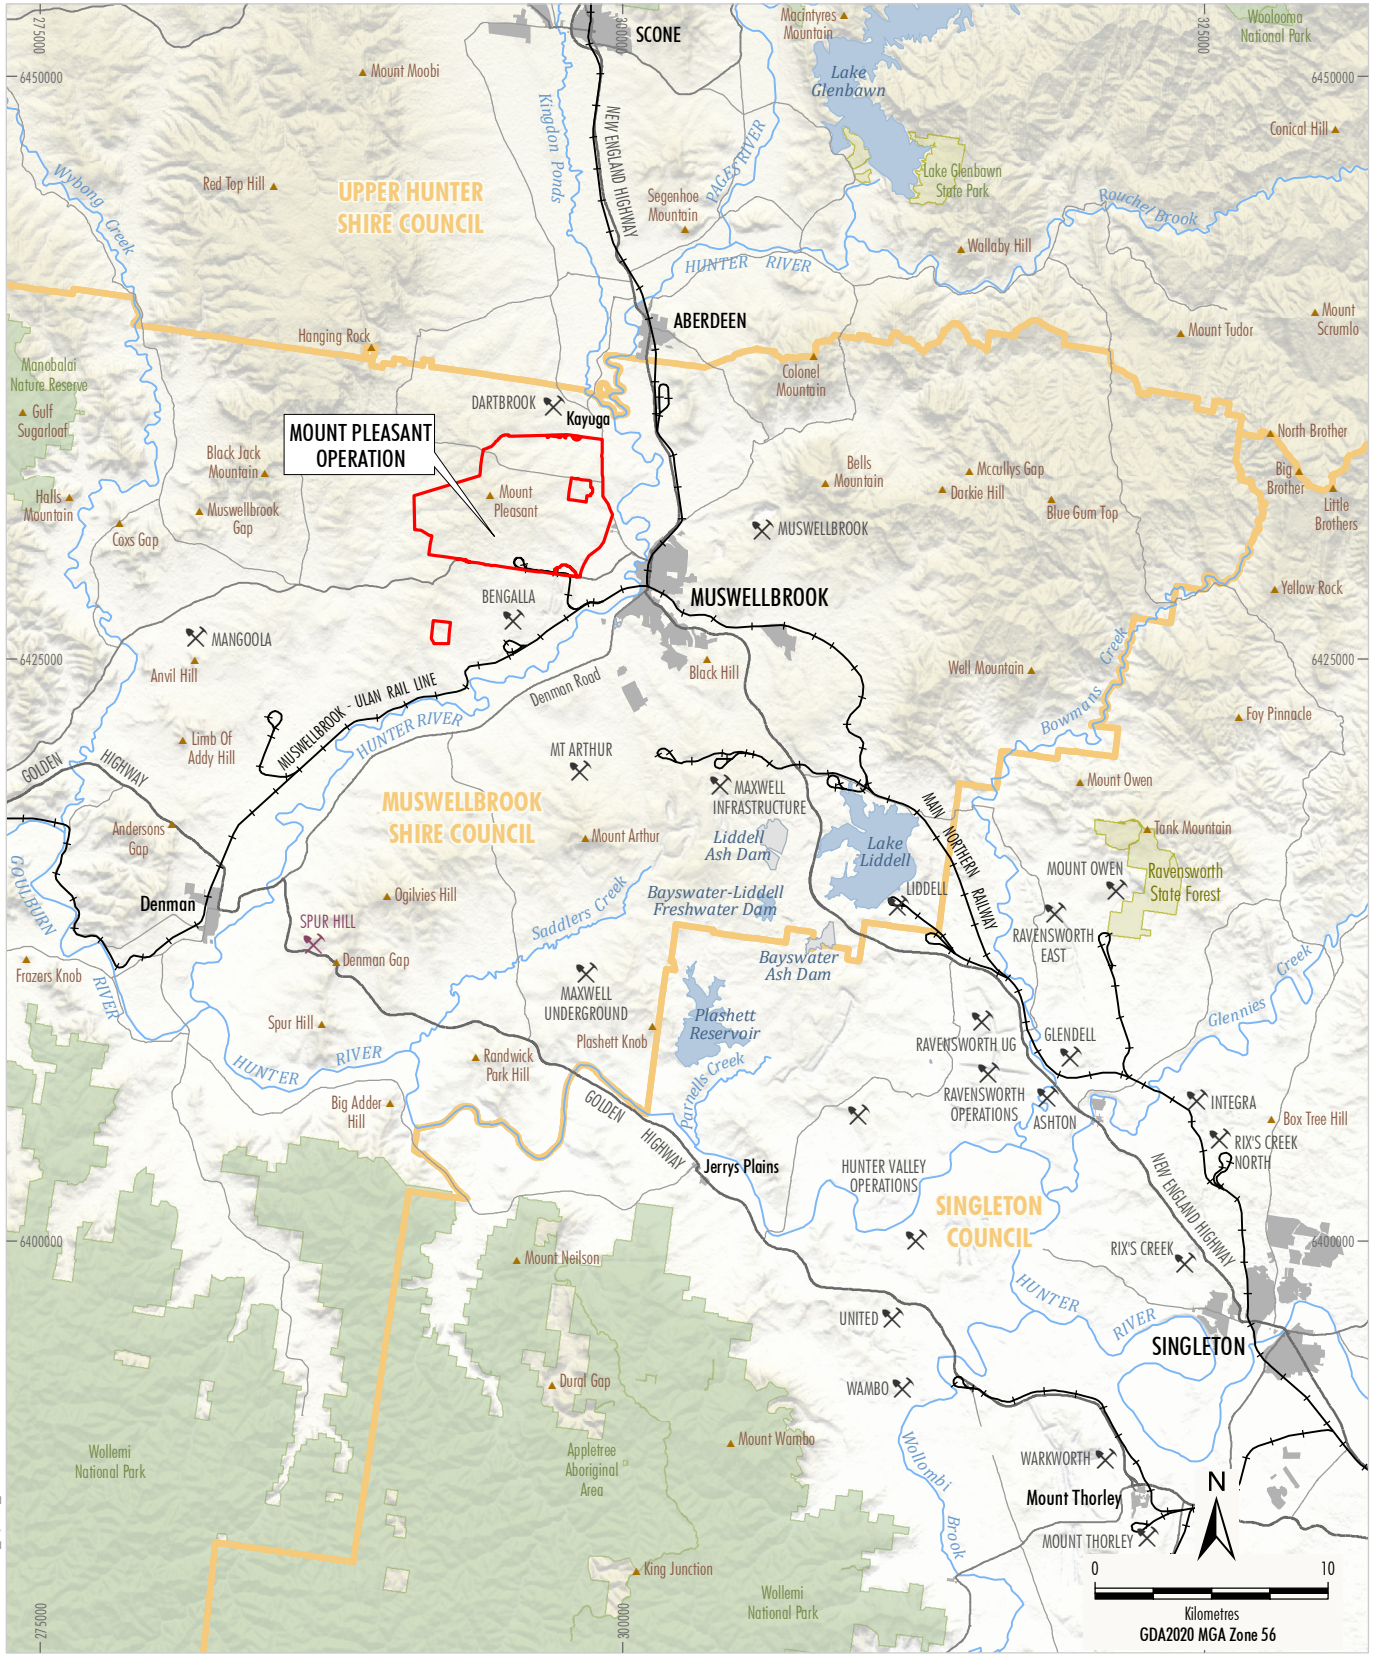 275000
300000
325000
SCONE
Macintyres
Mountain
Woolooma
National Park
6450000
6450000
Mount Moobi
Lake
Glenbawn
Kingdon Ponds
NEW ENGLAND HIGHWAY
PAGES RIVER
Conical Hill
Wybong Creek
Red Top Hill
UPPER HUNTER
SHIRE COUNCIL
Segenhoe
Mountain
Lake Glenbawn
State Park
Rouchel Brook
Wallaby Hill
HUNTER RIVER
ABERDEEN
Mount
Scrumlo
Mount Tudor
Hanging Rock
Manobalai
Nature Reserve
Colonel
Mountain
Gulf
Sugarloaf
DARTBROOK
Kayuga
MOUNT PLEASANT
OPERATION
North Brother
Black Jack
Mountain
Bells
Mountain
Mccullys Gap
Big
Brother
Halls
Mountain
Mount
Pleasant
Darkie Hill
Blue Gum Top
Little
Brothers
Muswellbrook
Gap
Coxs Gap
MUSWELLBROOK
BENGALLA
MUSWELLBROOK
Yellow Rock
MANGOOLA
6425000
6425000
Anvil Hill
Black Hill
Well Mountain
Bowmans Creek
Denman Road
MUSWELLBROOK - ULAN RAIL LINE
HUNTER RIVER
Foy Pinnacle
Limb Of
Addy Hill
GOLDEN HIGHWAY
MT ARTHUR
MAXWELL
INFRASTRUCTURE
Mount Owen
MUSWELLBROOK
SHIRE COUNCIL
MAIN NORTHERN RAILWAY
Andersons
Gap
Mount Arthur
Liddell
Ash Dam
Lake
Liddell
Tank Mountain
GOULBURN RIVER
MOUNT OWEN
Ravensworth
State Forest
Denman
Ogilvies Hill
Bayswater-Liddell
Freshwater Dam
LIDDELL
SPUR HILL
Saddlers Creek
RAVENSWORTH
EAST
Denman Gap
Bayswater
Ash Dam
Frazers Knob
MAXWELL
UNDERGROUND
Glennies Creek
Spur Hill
Plashett
Reservoir
Plashett Knob
RAVENSWORTH UG
GLENDELL
HUNTER RIVER
Randwick
Park Hill
Parnells Creek
RAVENSWORTH
OPERATIONS
ASHTON
INTEGRA
Big Adder
Hill
GOLDEN HIGHWAY
Box Tree Hill
RIX'S CREEK
NORTH
Jerrys Plains
HUNTER VALLEY
OPERATIONS
NEW ENGLAND HIGHWAY
SINGLETON
COUNCIL
6400000
6400000
Mount Neilson
RIX'S CREEK
HUNTER RIVER
UNITED
SINGLETON
Dural Gap
WAMBO
Wollombi Brook
Wollemi
National Park
Appletree
Aboriginal
Area
Mount Wambo
WARKWORTH
Mount Thorley
N
MOUNT THORLEY
King Junction
Wollemi
National Park
0 10
Kilometres
GDA2020 MGA Zone 56
275000
300000